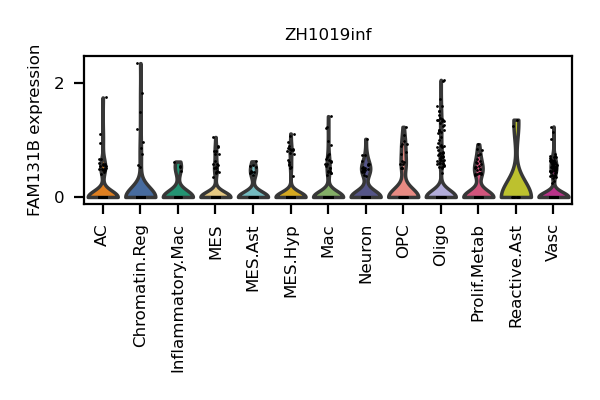 ZH1019inf
FAM131B expression
2
0
AC
Chromatin.Reg
Inflammatory.Mac
MES
MES.Ast
MES.Hyp
Mac
Neuron
OPC
Oligo
Prolif.Metab
Reactive.Ast
Vasc